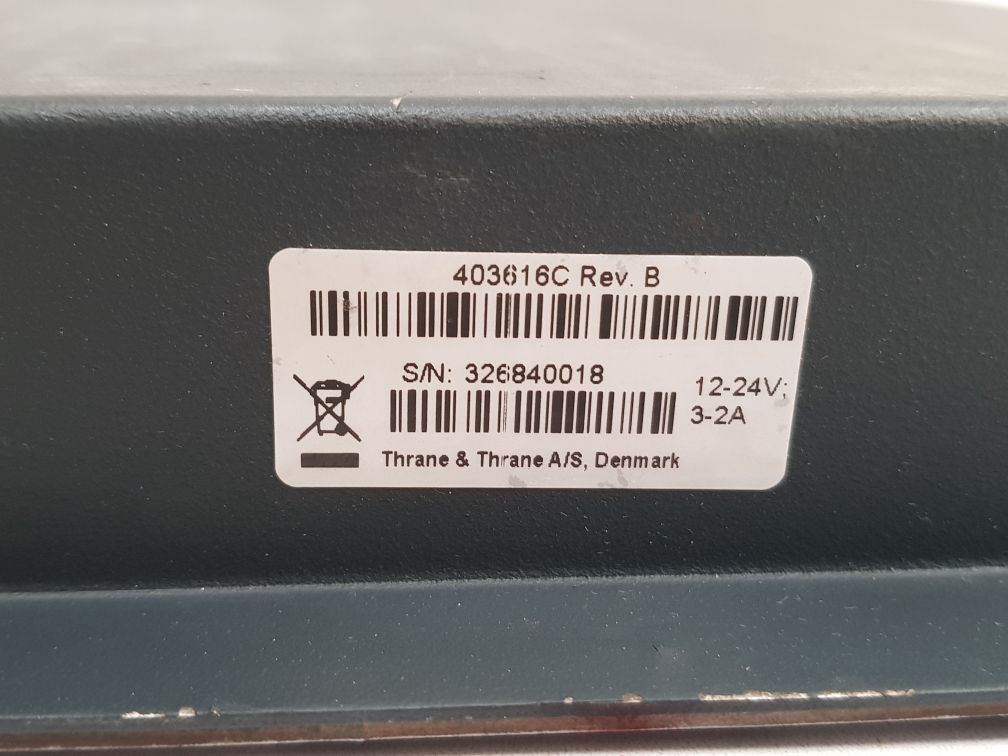 403616C Rev. B
S/N: 326840018
12-24V;
3-2A
Thrane & Thrane A/S, Denmark